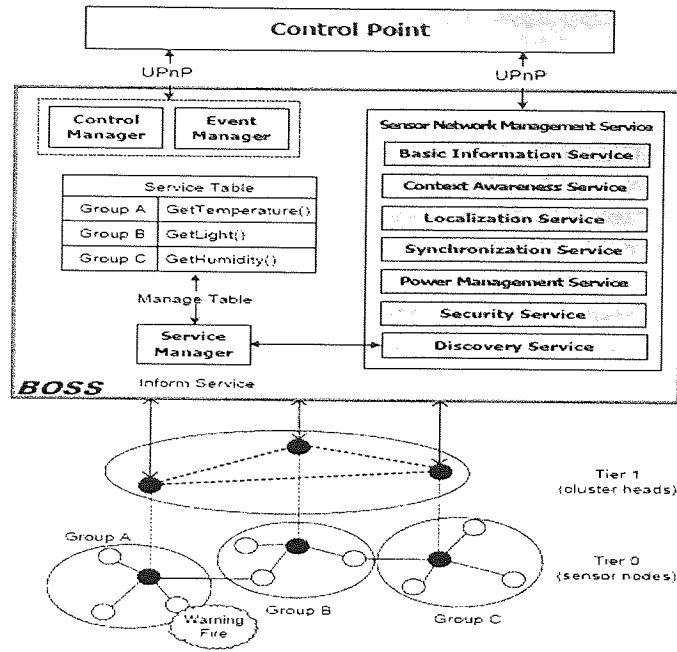 Control Point
UPnP
UPnP
Control Manager
Event Manager
Service Table
Group A GetTemperature()
Group B GetLight()
Group C GetHumidity()
Manage Table
Service Manager
Inform Service
BOSS
Sensor Network Management Service
Basic Information Service
Context Awareness Service
Localization Service
Synchronization Service
Power Management Service
Security Service
Discovery Service
Tier 1
(cluster heads)
Group A
Warning
Fire
Group B
Group C
Tier 0
(sensor nodes)